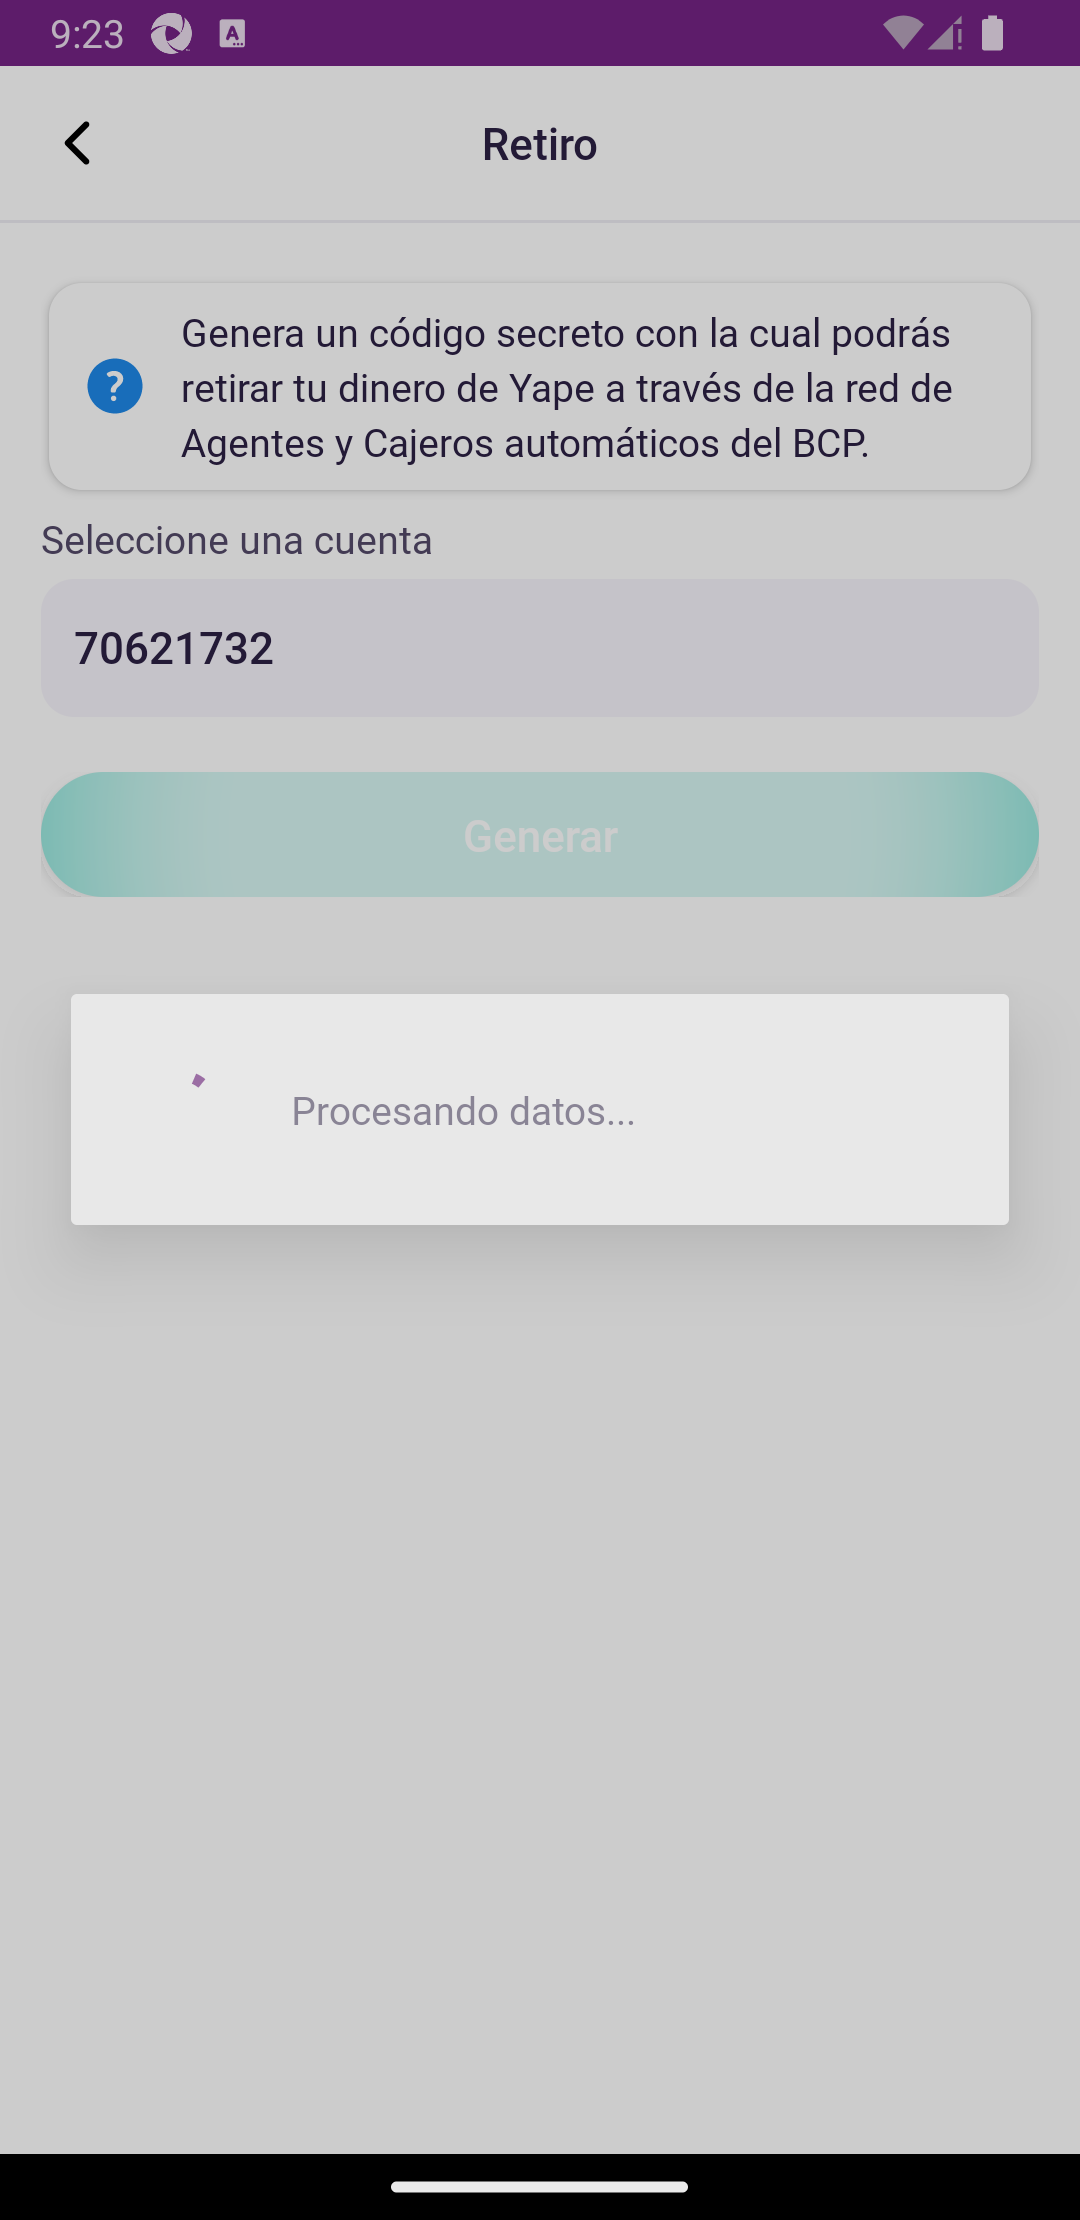 9:23
Retiro
Genera un código secreto con la cual podrás
retirar tu dinero de Yape a través de la red de
Agentes y Cajeros automáticos del BCP.
Seleccione una cuenta
70621732
Generar
Procesando datos...